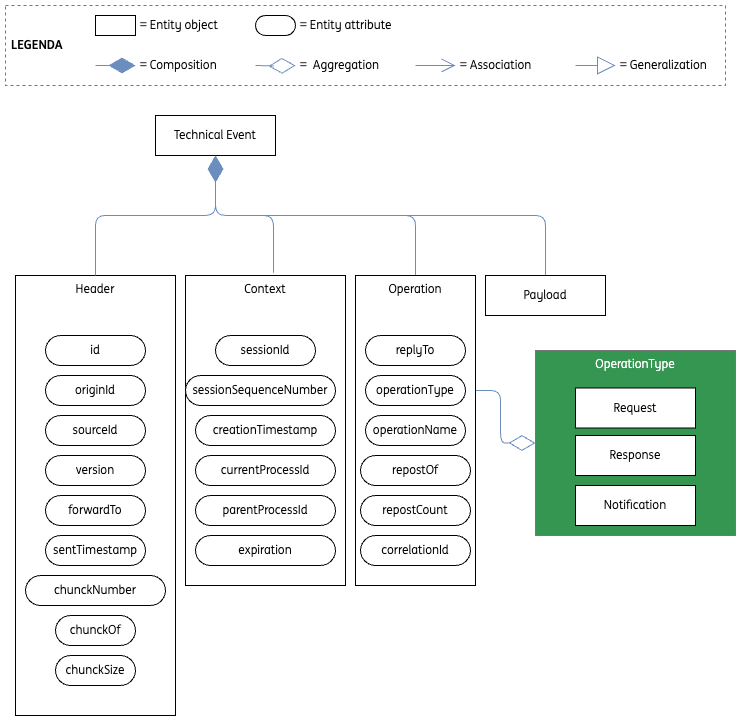 LEGENDA
= Entity object
= Entity attribute
= Composition
= Aggregation
= Association
= Generalization
Technical Event
Header
id
originId
sourceId
version
forwardTo
sentTimestamp
chunckNumber
chunckOf
chunckSize
Context
sessionId
sessionSequenceNumber
creationTimestamp
currentProcessId
parentProcessId
expiration
Operation
replyTo
operationType
operationName
repostOf
repostCount
correlationId
Payload
OperationType
Request
Response
Notification